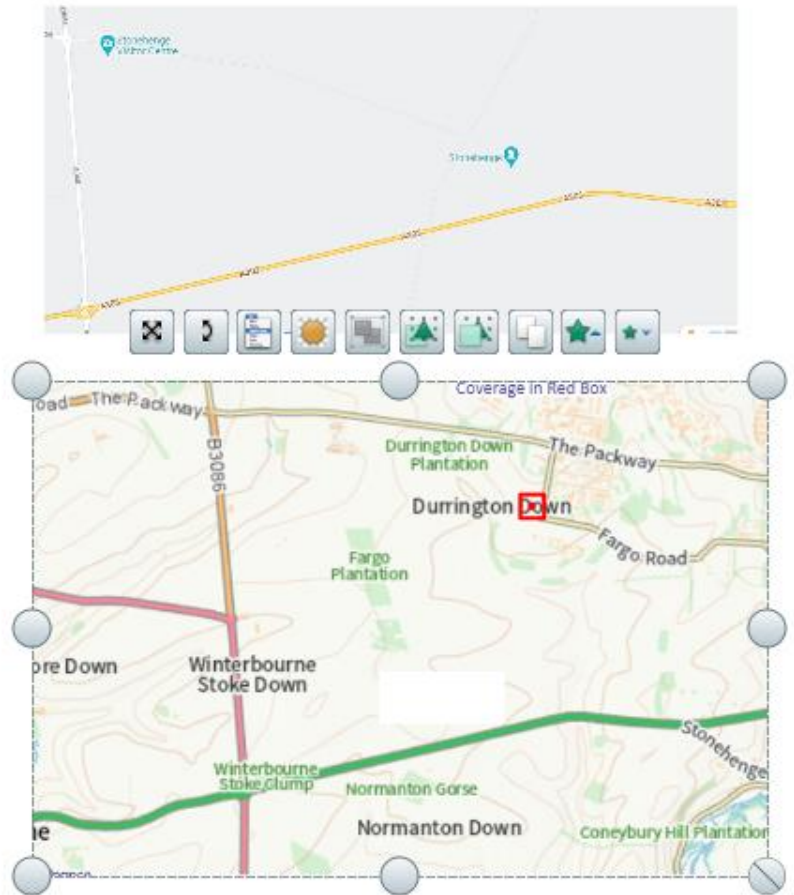 Stonehenge
Visitor Centre
Stonehenge
A303
A303
Coverage in Red Box
The Packway
B3086
Durrington Down
Plantation
The Packway
Durrington Down
Fargo
Plantation
Fargo Road
ore Down
Winterbourne
Stoke Down
Stonehenge
Winterbourne
Stoke Clump
Normanton Gorse
Normanton Down
Coneybury Hill Plantation